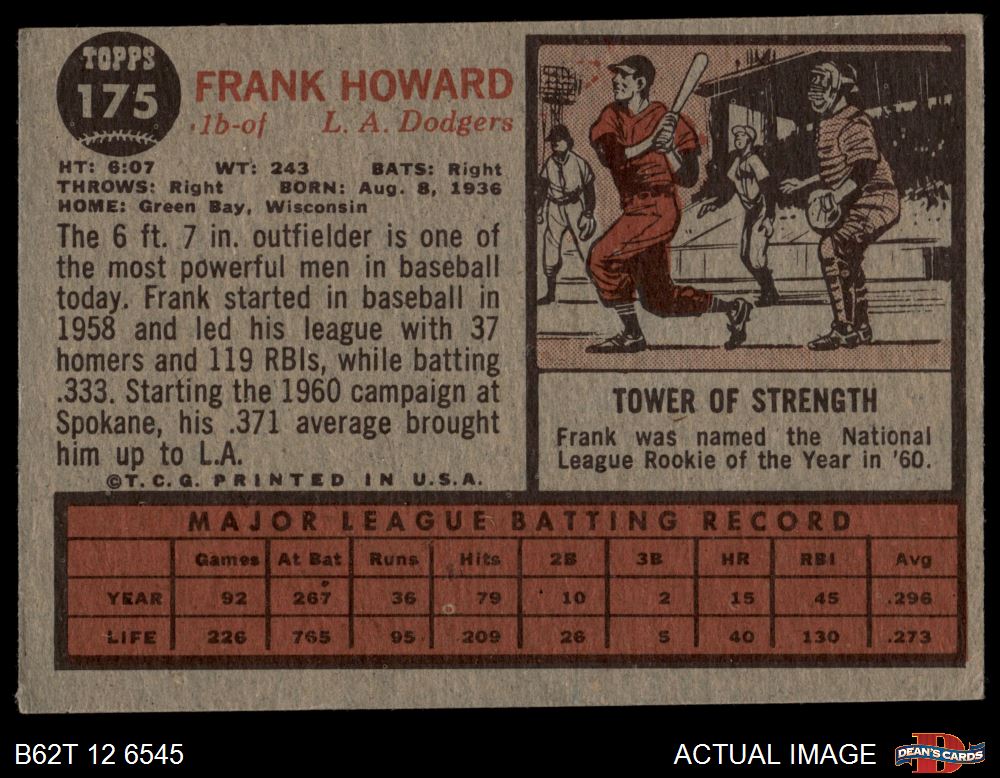 TOPPS
175
FRANK HOWARD
1b-of L. A. Dodgers
HT: 6:07 WT: 243 BATS: Right
THROWS: Right BORN: Aug. 8, 1936
HOME: Green Bay, Wisconsin
The 6 ft. 7 in. outfielder is one of
the most powerful men in baseball
today. Frank started in baseball in
1958 and led his league with 37
homers and 119 RBIs, while batting
.333. Starting the 1960 campaign at
Spokane, his .371 average brought
him up to L.A.
©T.C.G. PRINTED IN U.S.A.
TOWER OF STRENGTH
Frank was named the National
League Rookie of the Year in '60.
MAJOR LEAGUE BATTING RECORD
Games At Bat Runs Hits 2B 3B HR RBI Avg
YEAR 92 267 36 79 10 2 15 45 .296
LIFE 226 765 95 209 26 5 40 130 .273
B62T 12 6545
ACTUAL IMAGE
D
DEAN'S CARDS